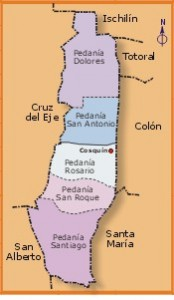 Ischilín
N
Pedanía
Dolores
Totoral
Cruz
del Eje
Pedanía
San Antonio
Colón
Cosquín
Pedanía
Rosario
Pedanía
San Roque
Pedanía
Santiago
Santa
María
San
Alberto